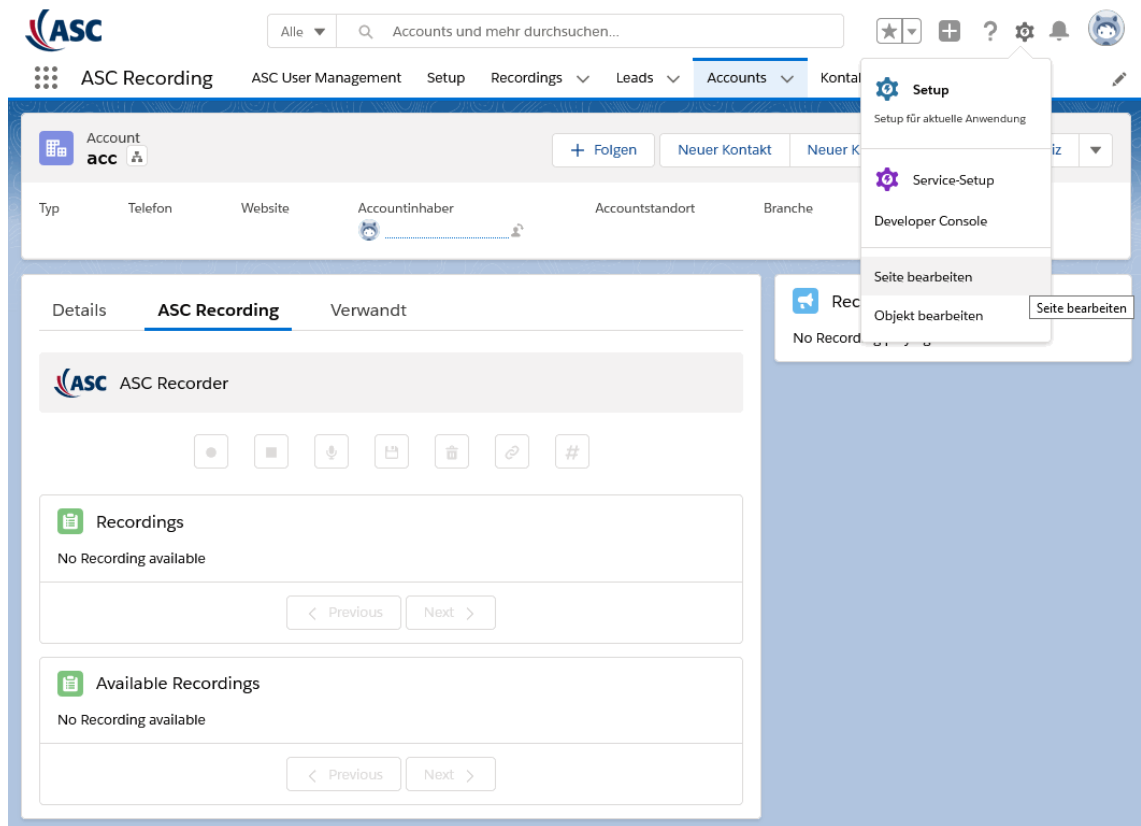 ASC
Alle
Accounts und mehr durchsuchen...
ASC Recording
ASC User Management
Setup
Recordings
Leads
Accounts
Setup
Setup für aktuelle Anwendung
Account
acc
Folgen
Neuer Kontakt
Neuer K
Service-Setup
Typ
Telefon
Website
Accountinhaber
Accountstandort
Branche
Developer Console
Seite bearbeiten
Objekt bearbeiten
Seite bearbeiten
Details
ASC Recording
Verwandt
No Record
ASC
ASC Recorder
#
Recordings
No Recording available
Previous
Next
Available Recordings
No Recording available
Previous
Next